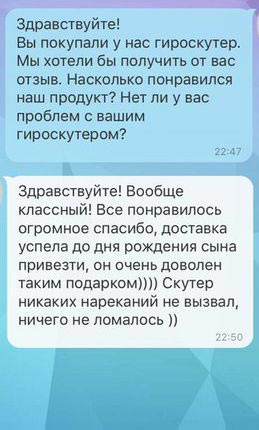 Здравствуйте!
Вы покупали у нас гироскутер.
Мы хотели бы получить от вас
отзыв. Насколько понравился
наш продукт? Нет ли у вас
проблем с вашим
гироскутером?
22:47
Здравствуйте! Вообще
классный! Все понравилось
огромное спасибо, доставка
успела до дня рождения сына
привезти, он очень доволен
таким подарком)))) Скутер
никаких нареканий не вызвал,
ничего не ломалось ))
22:50